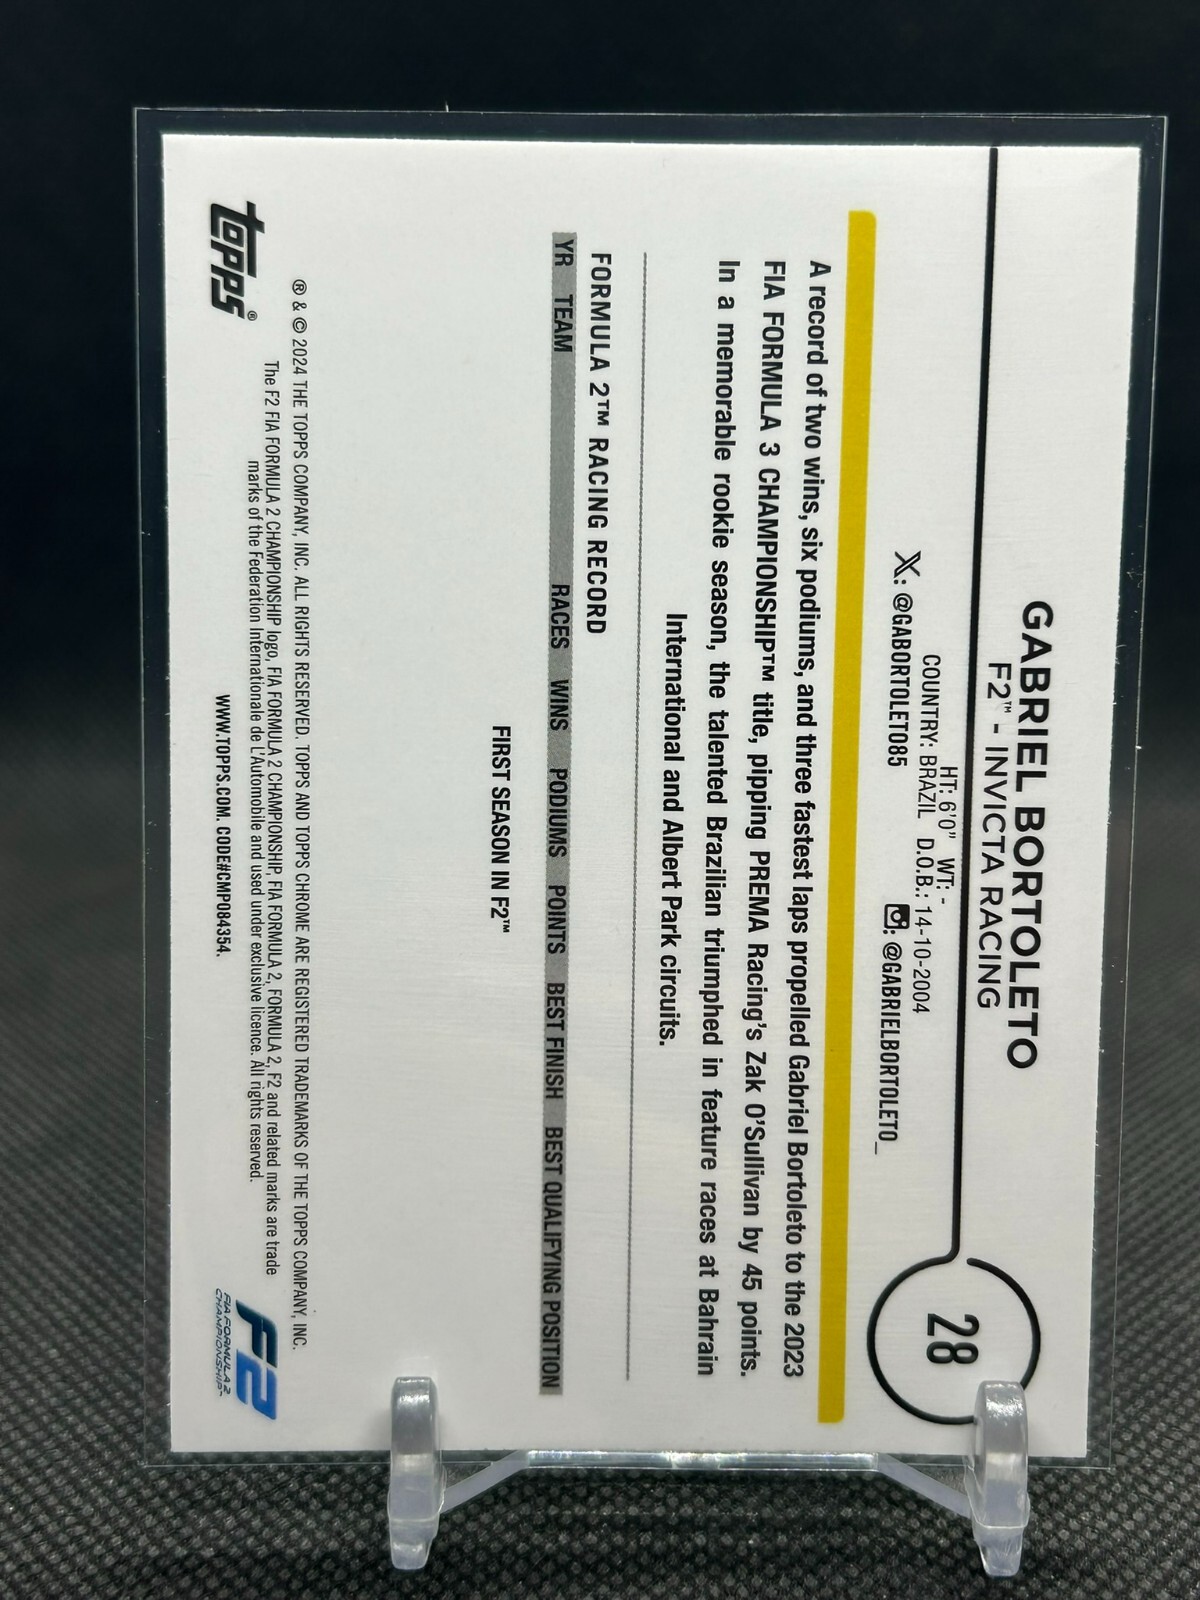 GABRIEL BORTOLETO
F2™ - INVICTA RACING
28
HT: 6'0" WT: -
COUNTRY: BRAZIL D.O.B.: 14-10-2004
X: @GABORTOLETO85 : @GABRIELBORTOLETO_
A record of two wins, six podiums, and three fastest laps propelled Gabriel Bortoleto to the 2023
FIA FORMULA 3 CHAMPIONSHIP™ title, pipping PREMA Racing's Zak O'Sullivan by 45 points.
In a memorable rookie season, the talented Brazilian triumphed in feature races at Bahrain
International and Albert Park circuits.
FORMULA 2™ RACING RECORD
YR TEAM RACES WINS PODIUMS POINTS BEST FINISH BEST QUALIFYING POSITION
FIRST SEASON IN F2™
® & © 2024 THE TOPPS COMPANY, INC. ALL RIGHTS RESERVED. TOPPS AND TOPPS CHROME ARE REGISTERED TRADEMARKS OF THE TOPPS COMPANY, INC.
The F2 FIA FORMULA 2 CHAMPIONSHIP logo, FIA FORMULA 2 CHAMPIONSHIP, FIA FORMULA 2, FORMULA 2, F2 and related marks are trade
marks of the Federation Internationale de L'Automobile and used under exclusive licence. All rights reserved.
WWW.TOPPS.COM. CODE#CMP084354.
topps®
F2
FIA FORMULA 2
CHAMPIONSHIP™